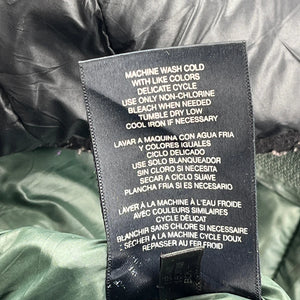 MACHINE WASH COLD
WITH LIKE COLORS
DELICATE CYCLE
USE ONLY NON-CHLORINE
BLEACH WHEN NEEDED
TUMBLE DRY LOW
COOL IRON IF NECESSARY
LAVAR A MAQUINA CON AGUA FRIA
Y COLORES IGUALES
CICLO DELICADO
USE SOLO BLANQUEADOR
SIN CLORO SI ES NECESARIO
SECAR A CICLO SUAVE
PLANCHA FRIA SI ES NECESARIO
LAVER À LA MACHINE À L'EAU FROIDE
AVEC COULEURS SIMILAIRES
CYCLE DÉLICAT
BLANCHIR SANS CHLORE SI NÉCESSAIRE
SÉCHER À LA MACHINE CYCLE DOUX
REPASSER AU FER FROID